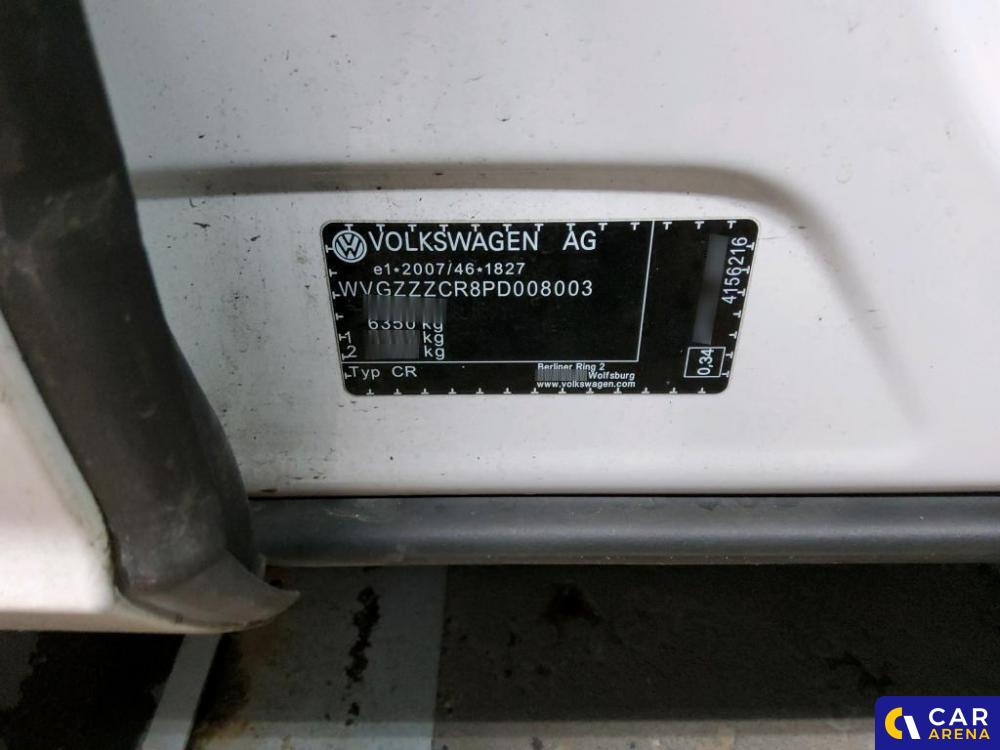 VOLKSWAGEN AG
e1*2007/46*1827
WVGZZZCR8PD008003
6350 kg
1 kg
2 kg
Typ CR
Berliner Ring 2
Wolfsburg
www.volkswagen.com
4156216
0,34
CAR
ARENA